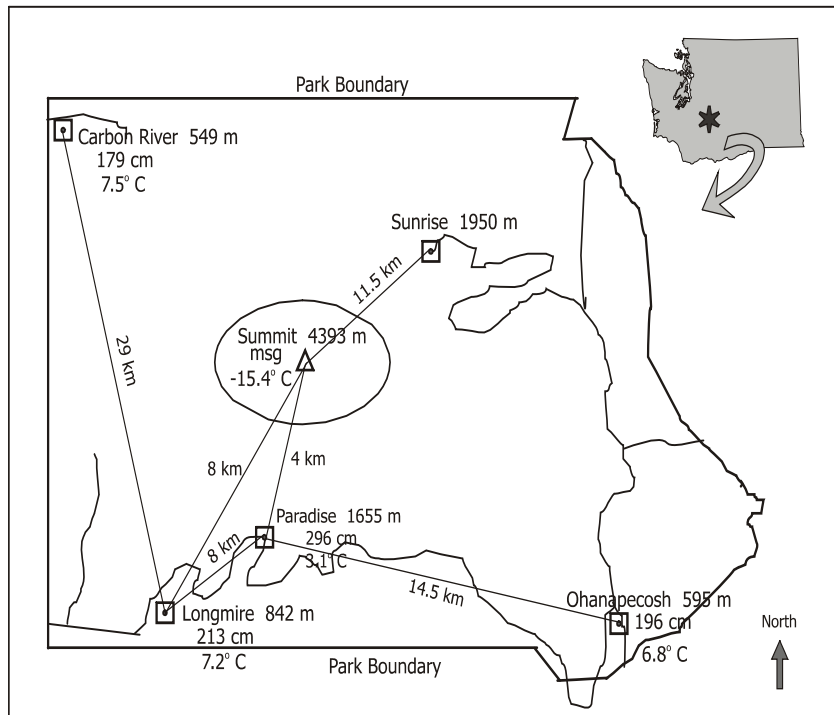 Park Boundary
Carbon River 549 m
179 cm
7.5° C
Sunrise 1950 m
11.5 km
Summit 4393 m
msg
-15.4° C
29 km
8 km
4 km
Paradise 1655 m
296 cm
3.1° C
8 km
14.5 km
Longmire 842 m
213 cm
7.2° C
Ohanapecosh 595 m
196 cm
6.8° C
North
Park Boundary